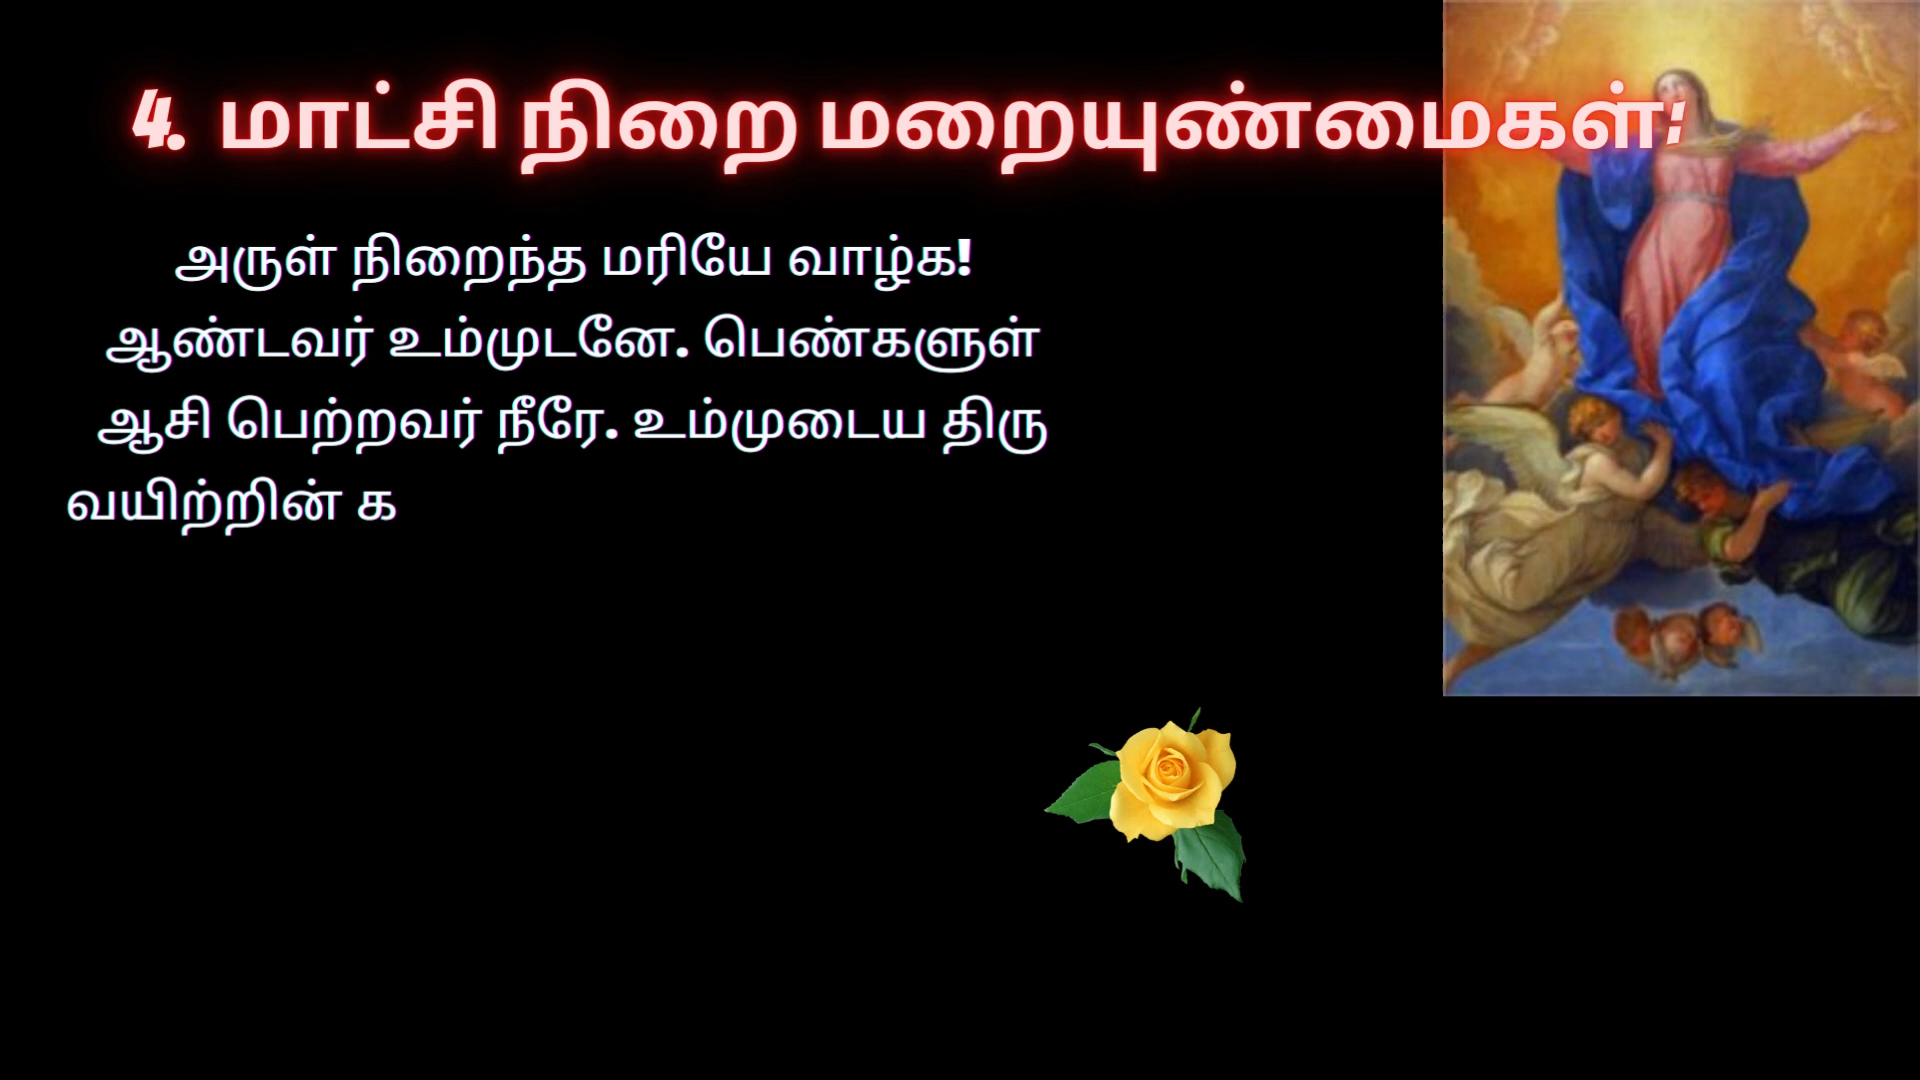 4. மாட்சி நிறை மறையுண்மைகள்:
அருள் நிறைந்த மரியே வாழ்க!
ஆண்டவர் உம்முடனே. பெண்களுள்
ஆசி பெற்றவர் நீரே. உம்முடைய திரு
வயிற்றின் க